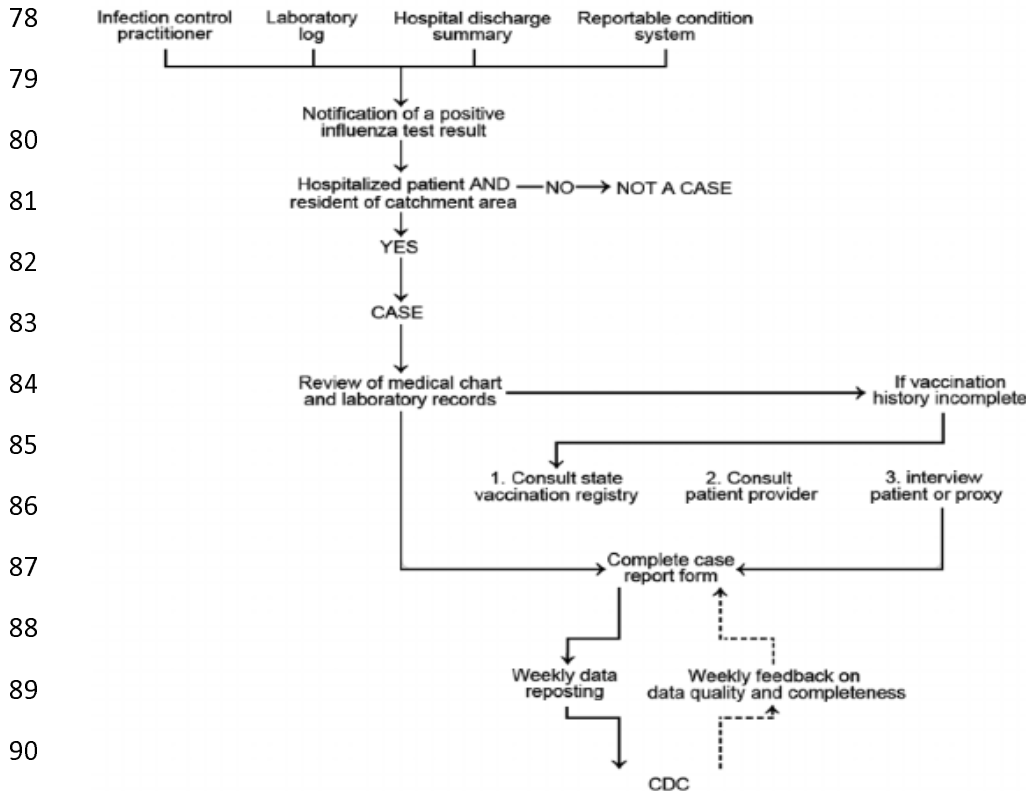 78
Infection control
practitioner
Laboratory
log
Hospital discharge
summary
Reportable condition
system
79
Notification of a positive
influenza test result
80
Hospitalized patient AND
resident of catchment area
NO
NOT A CASE
81
YES
82
CASE
83
84
Review of medical chart
and laboratory records
If vaccination
history incomplete
85
1. Consult state
vaccination registry
2. Consult
patient provider
3. interview
patient or proxy
86
87
Complete case
report form
88
89
Weekly data
reposting
Weekly feedback on
data quality and completeness
90
CDC